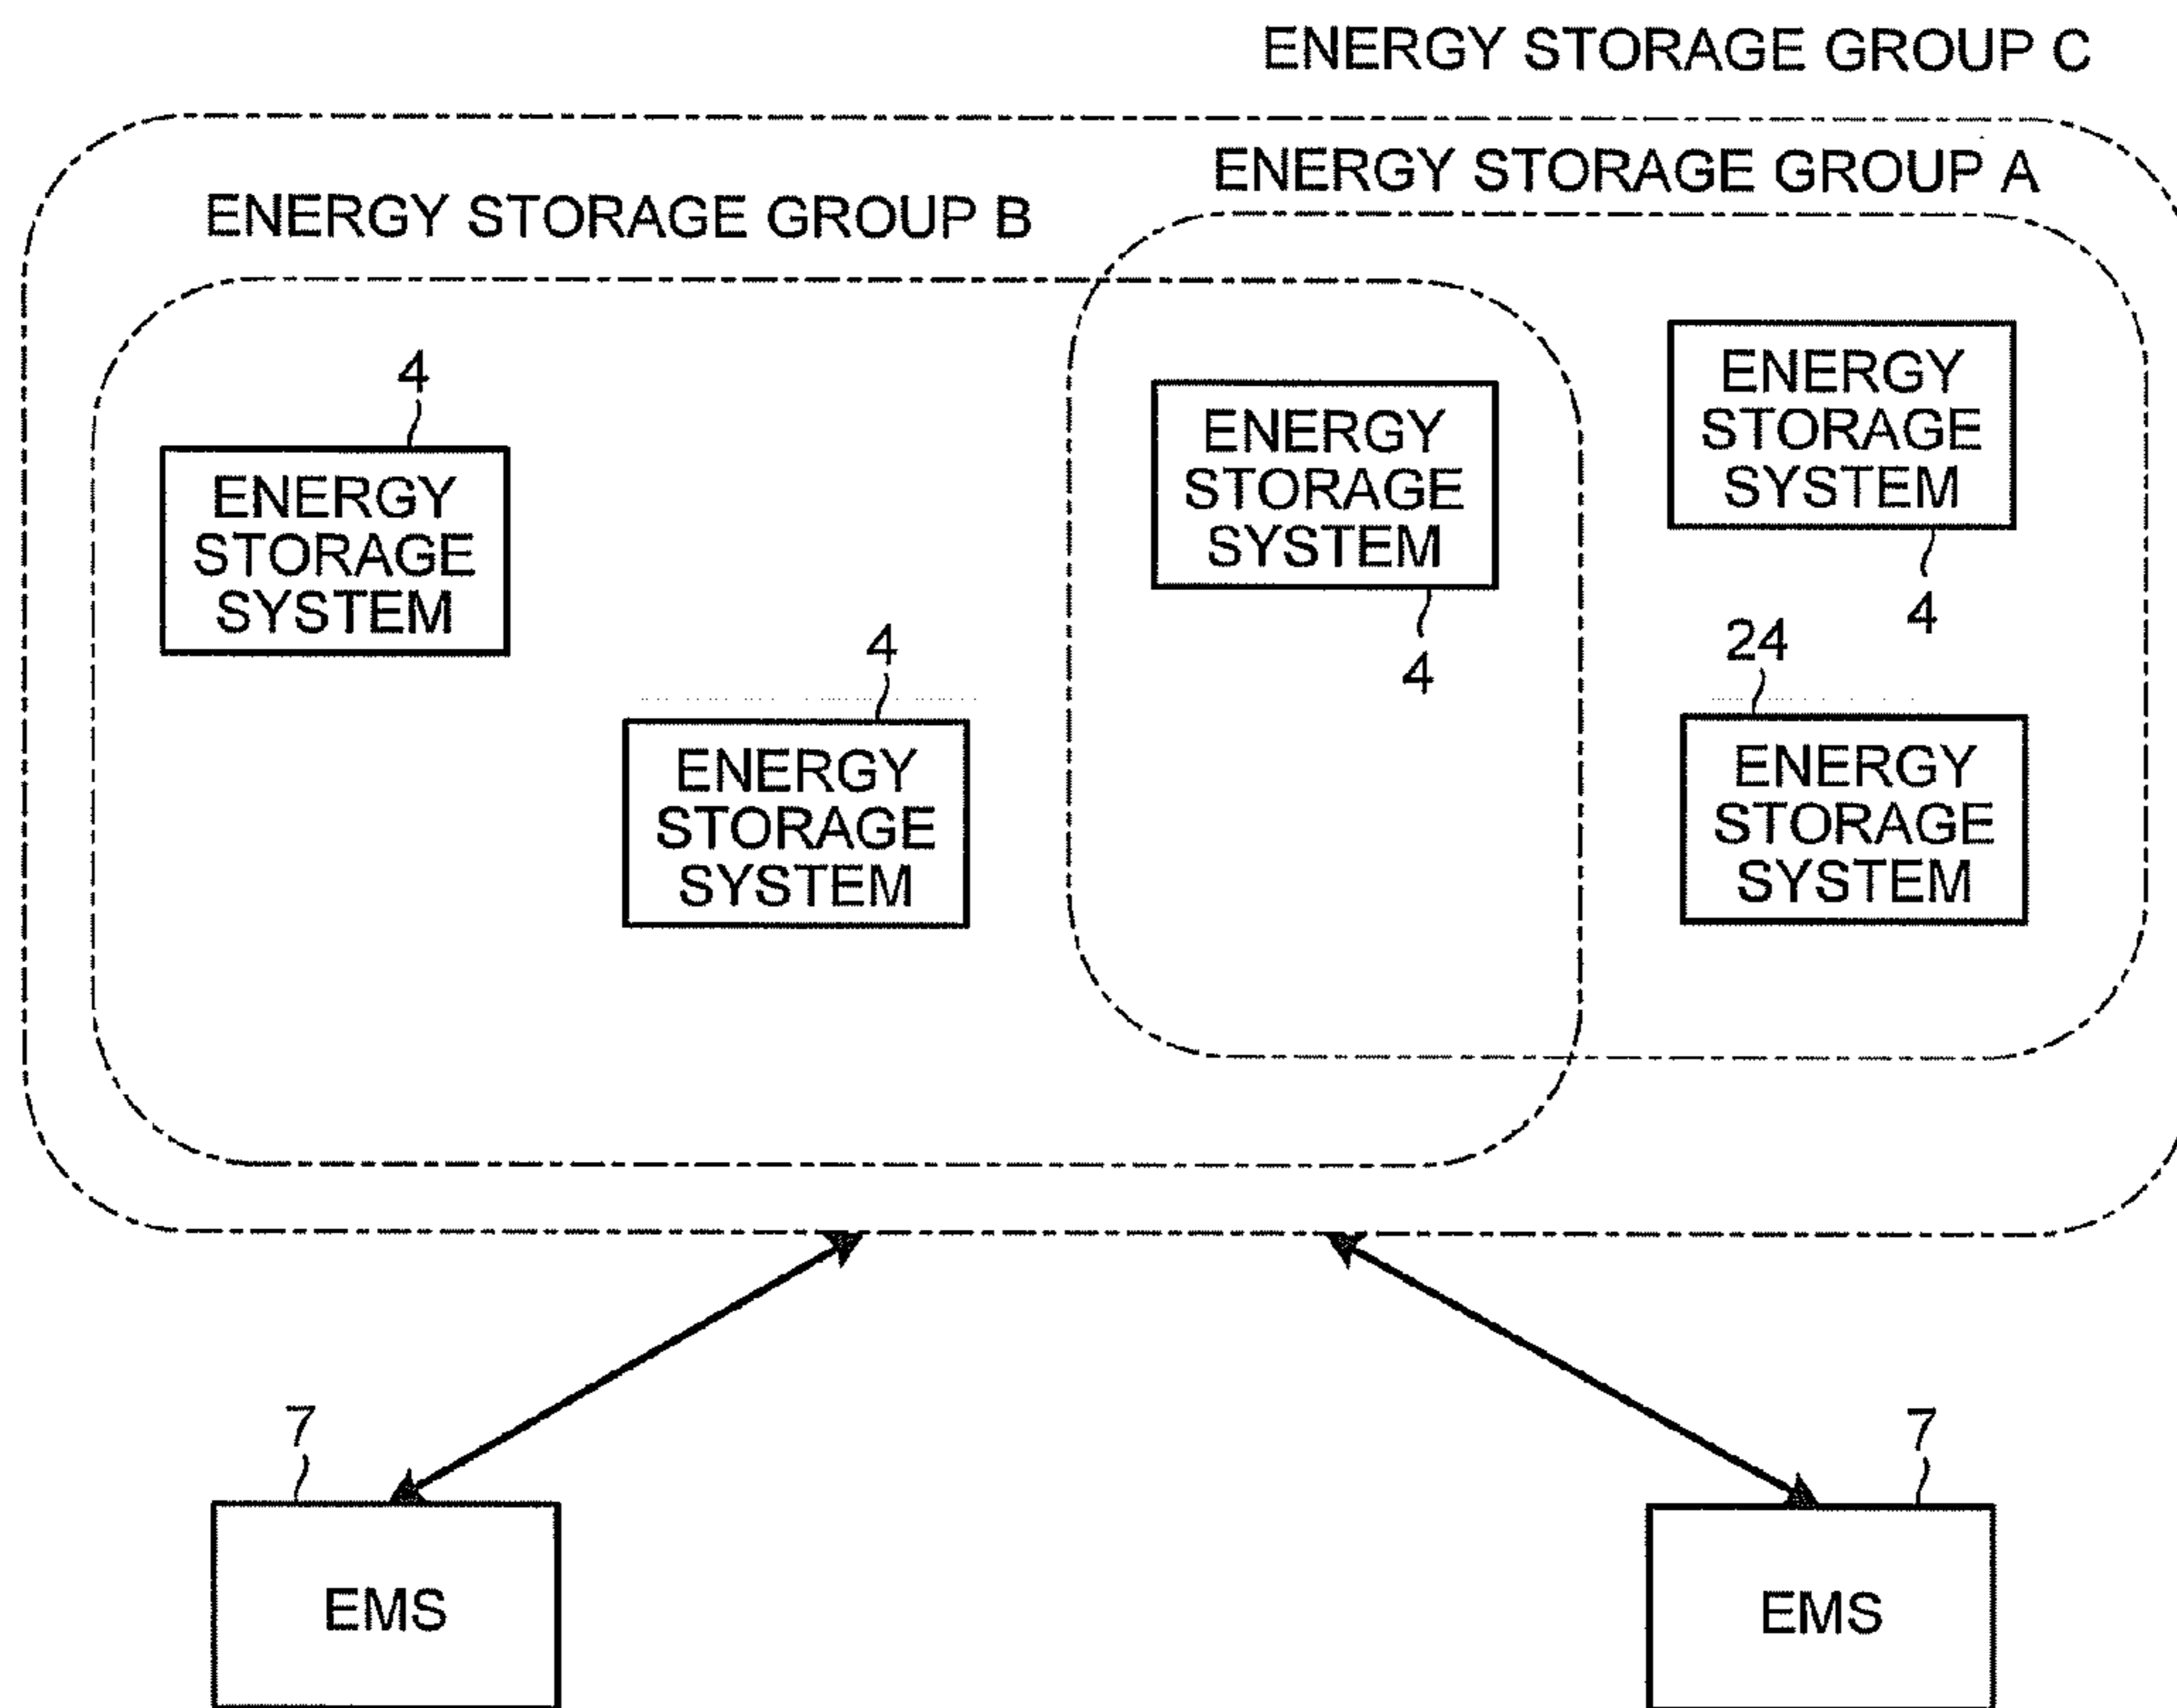 ENERGY STORAGE GROUP C
ENERGY STORAGE GROUP A
ENERGY STORAGE GROUP B
4
ENERGY
STORAGE
SYSTEM
4
ENERGY
STORAGE
SYSTEM
ENERGY
STORAGE
SYSTEM
4
ENERGY
STORAGE
SYSTEM
4
24
ENERGY
STORAGE
SYSTEM
7
EMS
7
EMS